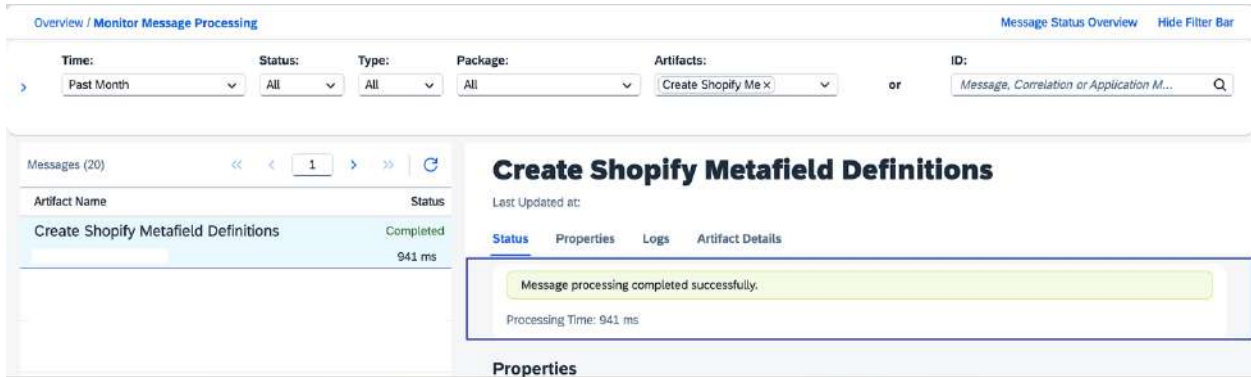 Overview / Monitor Message Processing
Message Status Overview Hide Filter Bar
Time: Status: Type: Package: Artifacts: ID:
Past Month All All All Create Shopify Me × or Message, Correlation or Application M...
Messages (20) 1
Artifact Name Status
Create Shopify Metafield Definitions Completed
941 ms
Create Shopify Metafield Definitions
Last Updated at:
Status Properties Logs Artifact Details
Message processing completed successfully.
Processing Time: 941 ms
Properties